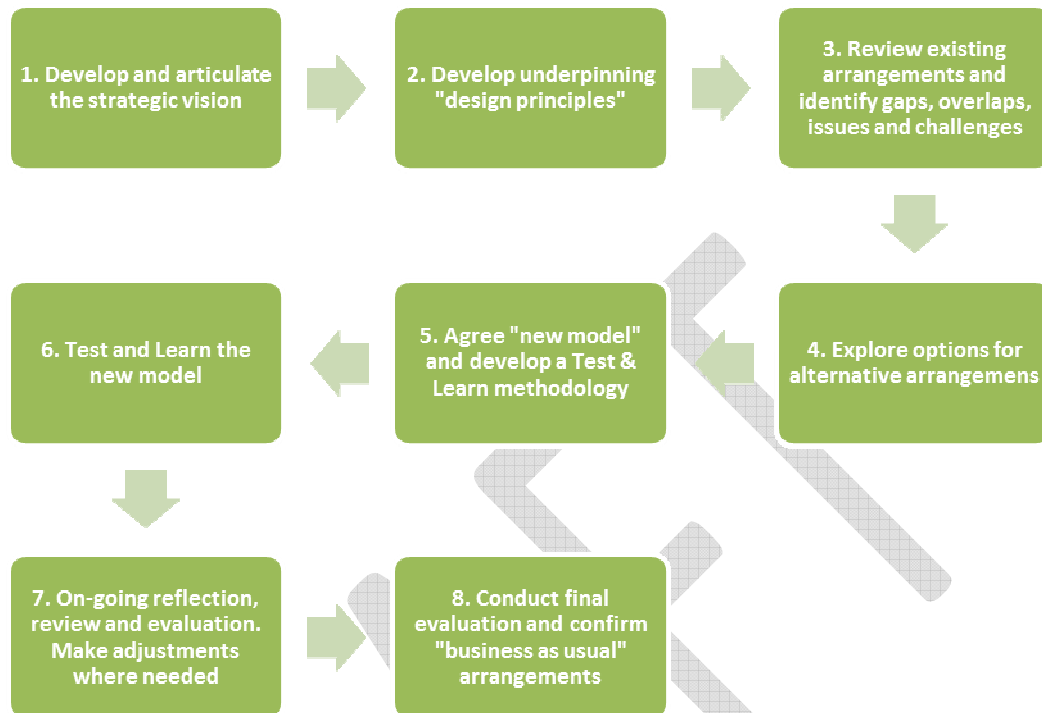 1. Develop and articulate
the strategic vision
2. Develop underpinning
"design principles"
3. Review existing
arrangements and
identify gaps, overlaps,
issues and challenges
4. Explore options for
alternative arrangemens
5. Agree "new model"
and develop a Test &
Learn methodology
6. Test and Learn the
new model
7. On-going reflection,
review and evaluation.
Make adjustments
where needed
8. Conduct final
evaluation and confirm
"business as usual"
arrangements